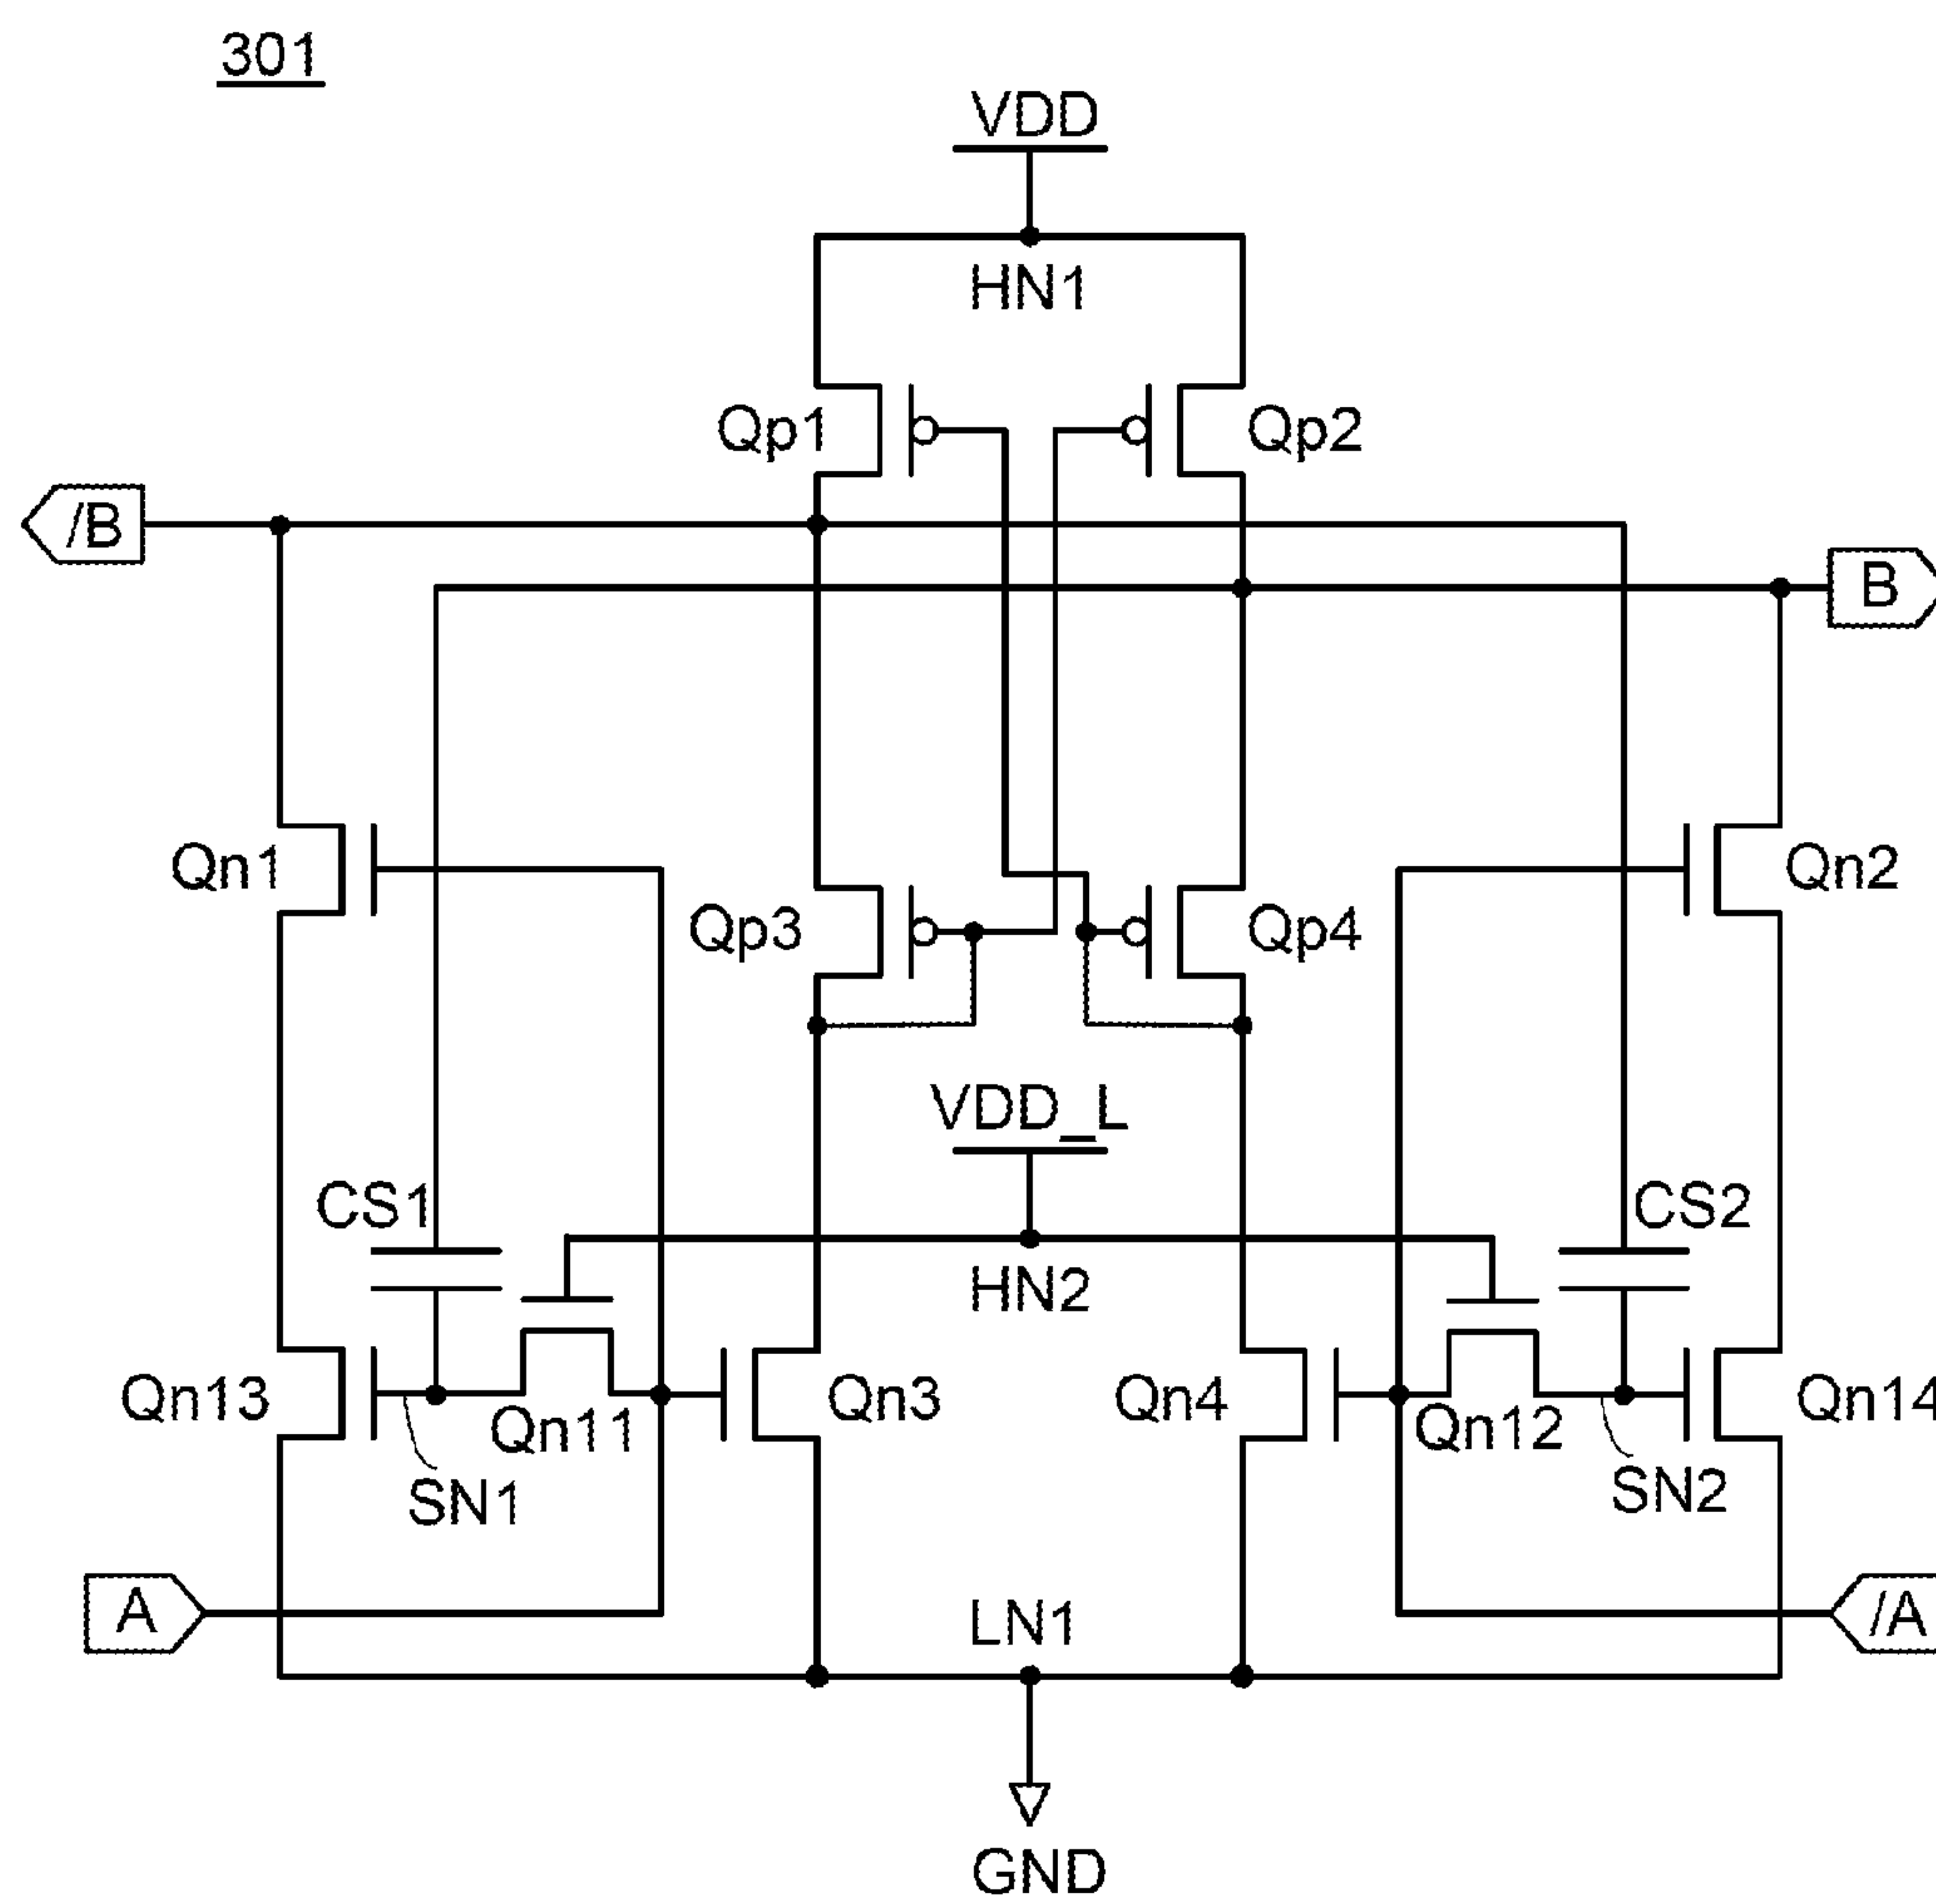 301
VDD
HN1
Qp1
Qp2
/B
B
Qn1
Qn2
Qp3
Qp4
VDD_L
CS1
CS2
HN2
Qn13
Qn11
Qn3
Qn4
Qn12
Qn14
SN1
SN2
A
LN1
/A
GND